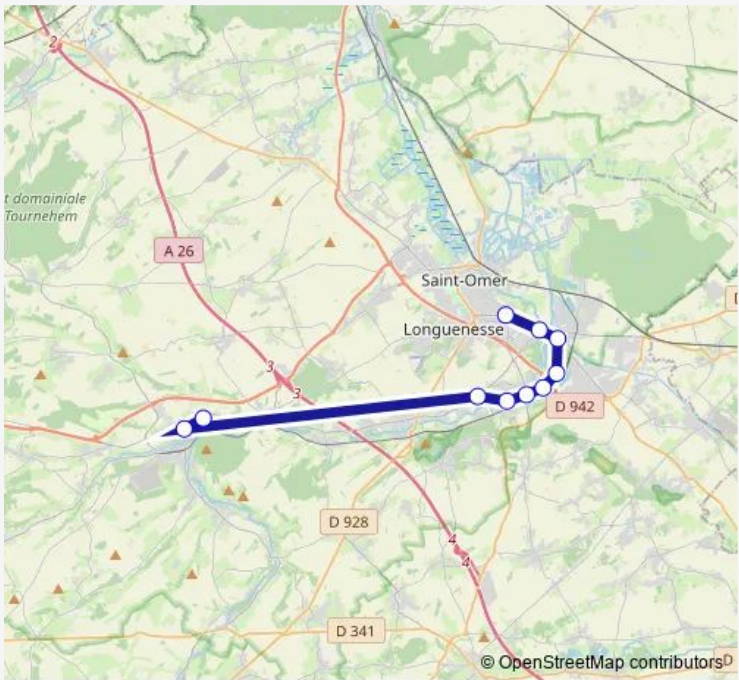 2
t domainiale
Tournehem
A 26
Saint-Omer
Longuenesse
3
3
D 942
D 928
4
4
D 341
© OpenStreetMap contributors
D